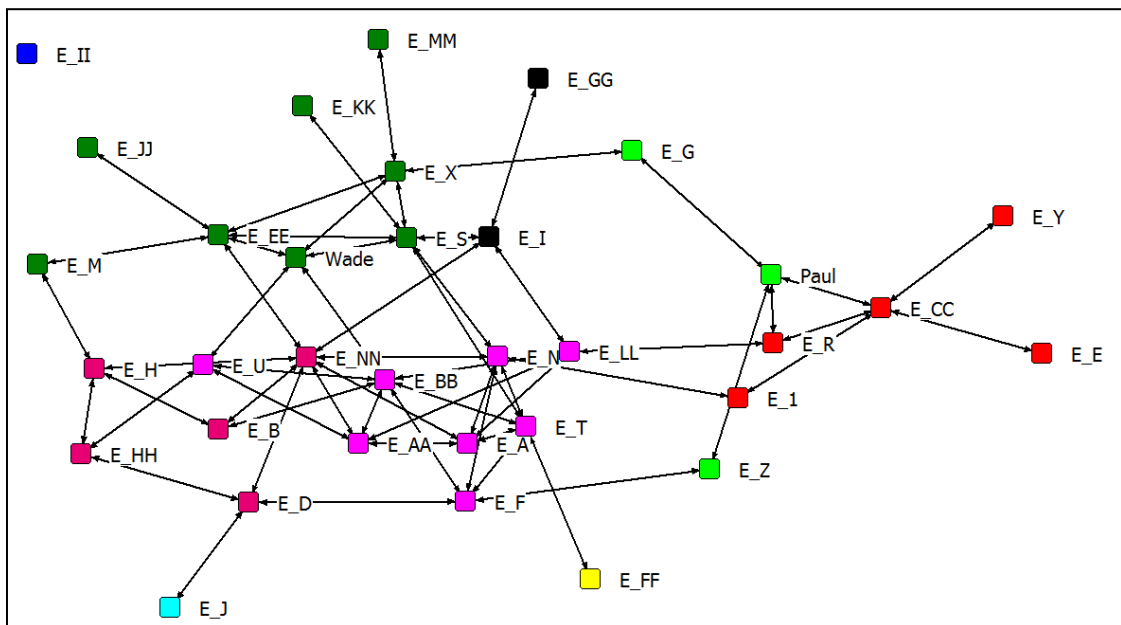 E_MM
E_II
E_GG
E_KK
E_JJ
E_G
E_X
E_Y
E_EE
E_S
E_I
Wade
E_M
Paul
E_CC
E_R
E_E
E_H
E_U
E_NN
E_N
E_LL
E_BB
E_1
E_B
E_T
E_AA
E_A
E_HH
E_Z
E_D
E_F
E_FF
E_J